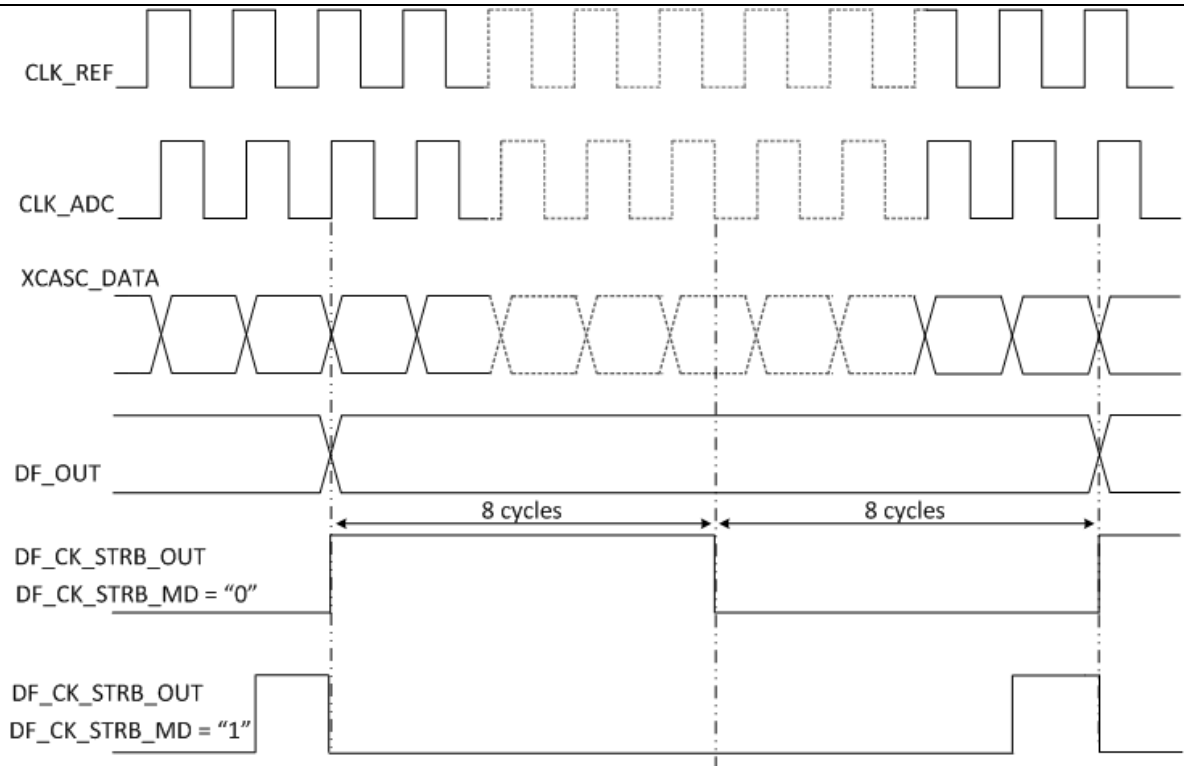 CLK_REF
CLK_ADC
XCASC_DATA
DF_OUT
8 cycles
8 cycles
DF_CK_STRB_OUT
DF_CK_STRB_MD = “0”
DF_CK_STRB_OUT
DF_CK_STRB_MD = “1”